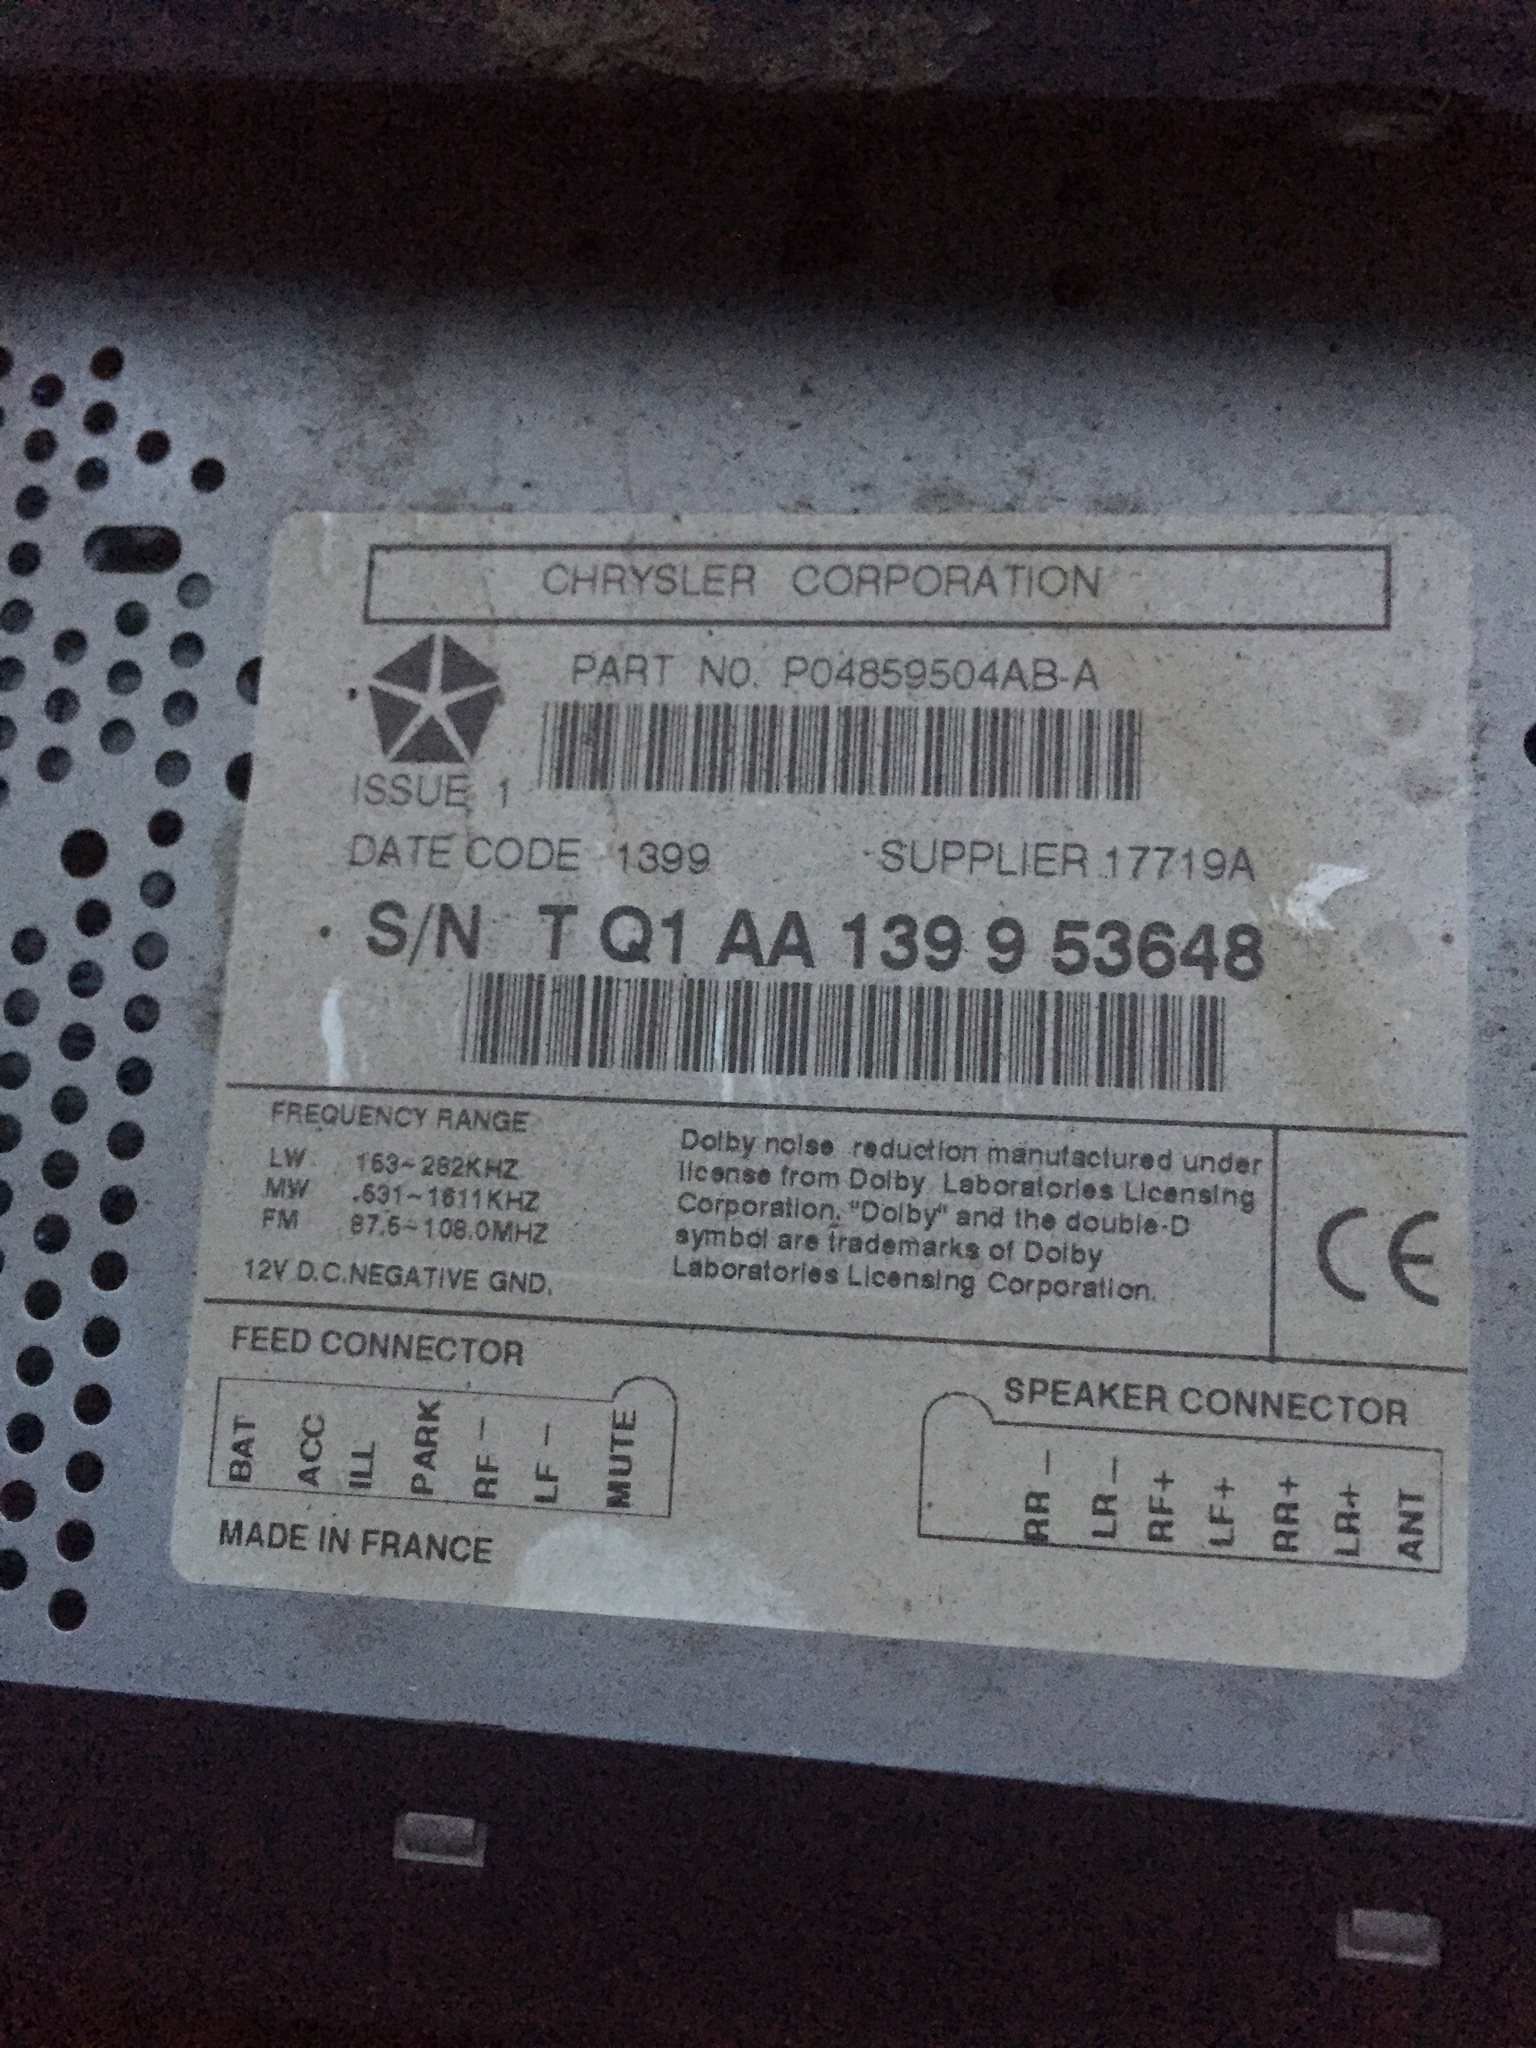 CHRYSLER CORPORATION
PART NO. P04859504AB-A
ISSUE 1
DATE CODE 1399 SUPPLIER 17719A
S/N T Q1 AA 139 9 53648
FREQUENCY RANGE
LW 153~282KHZ
MW 531~1611KHZ
FM 87.5~108.0MHZ
12V D.C.NEGATIVE GND.
Dolby noise reduction manufactured under
license from Dolby Laboratories Licensing
Corporation. "Dolby" and the double-D
symbol are trademarks of Dolby
Laboratories Licensing Corporation.
CE
FEED CONNECTOR
BAT ACC ILL PARK RF- LF- MUTE
SPEAKER CONNECTOR
RR- LR- RF+ LF+ RR+ LR+ ANT
MADE IN FRANCE